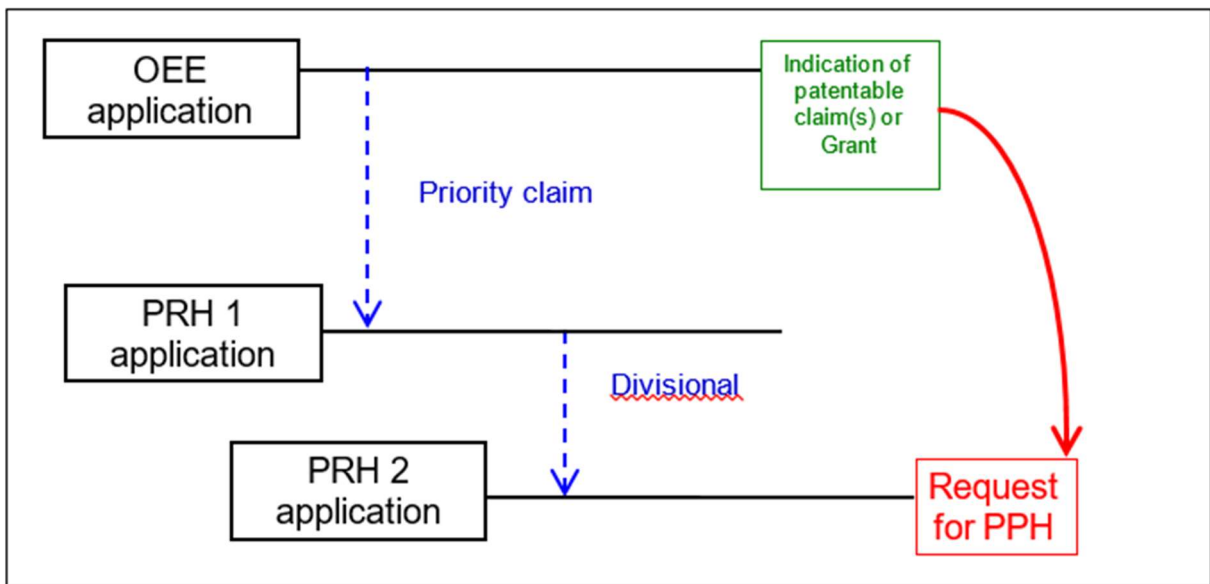 OEE
application
Indication of
patentable
claim(s) or
Grant
Priority claim
PRH 1
application
Divisional
PRH 2
application
Request
for PPH